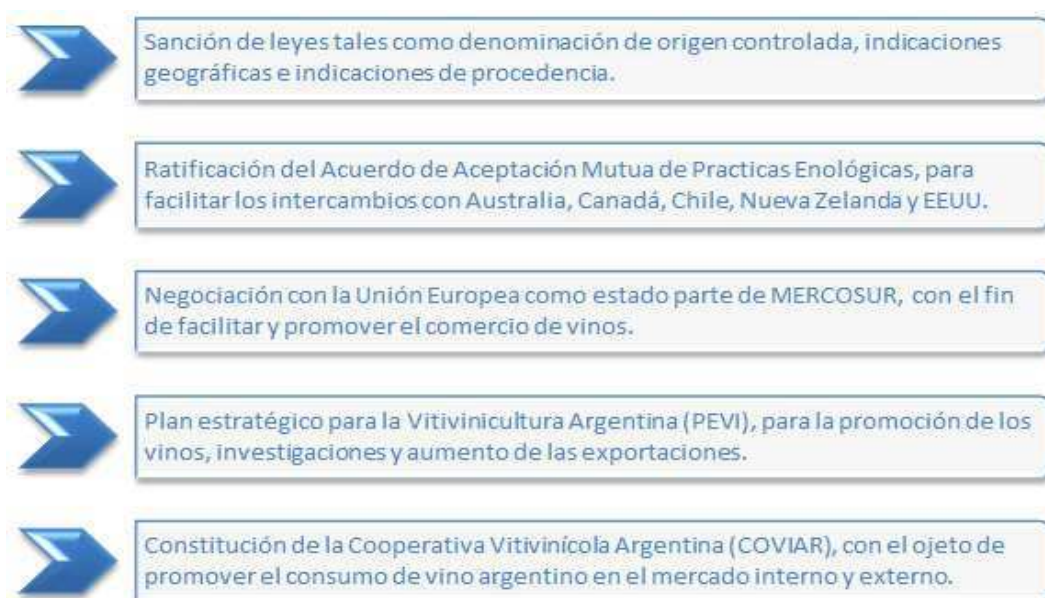 Sanción de leyes tales como denominación de origen controlada, indicaciones
geográficas e indicaciones de procedencia.
Ratificación del Acuerdo de Aceptación Mutua de Practicas Enológicas, para
facilitar los intercambios con Australia, Canadá, Chile, Nueva Zelanda y EEUU.
Negociación con la Unión Europea como estado parte de MERCOSUR, con el fin
de facilitar y promover el comercio de vinos.
Plan estratégico para la Vitivinicultura Argentina (PEVI), para la promoción de los
vinos, investigaciones y aumento de las exportaciones.
Constitución de la Cooperativa Vitivinícola Argentina (COVIAR), con el ojeto de
promover el consumo de vino argentino en el mercado interno y externo.